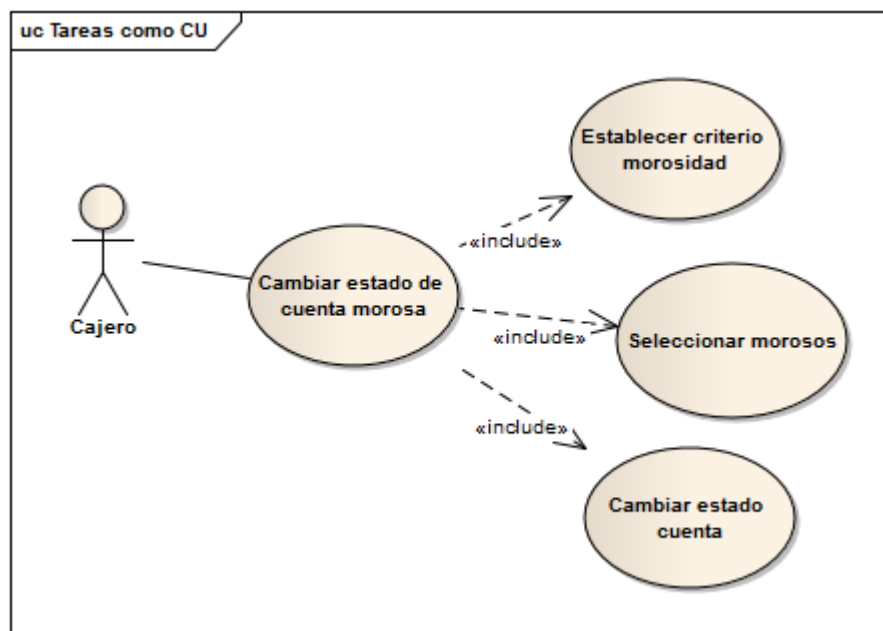 uc Tareas como CU
Establecer criterio
morosidad
«include»
Cambiar estado de
cuenta morosa
Cajero
«include»
Seleccionar morosos
«include»
Cambiar estado
cuenta